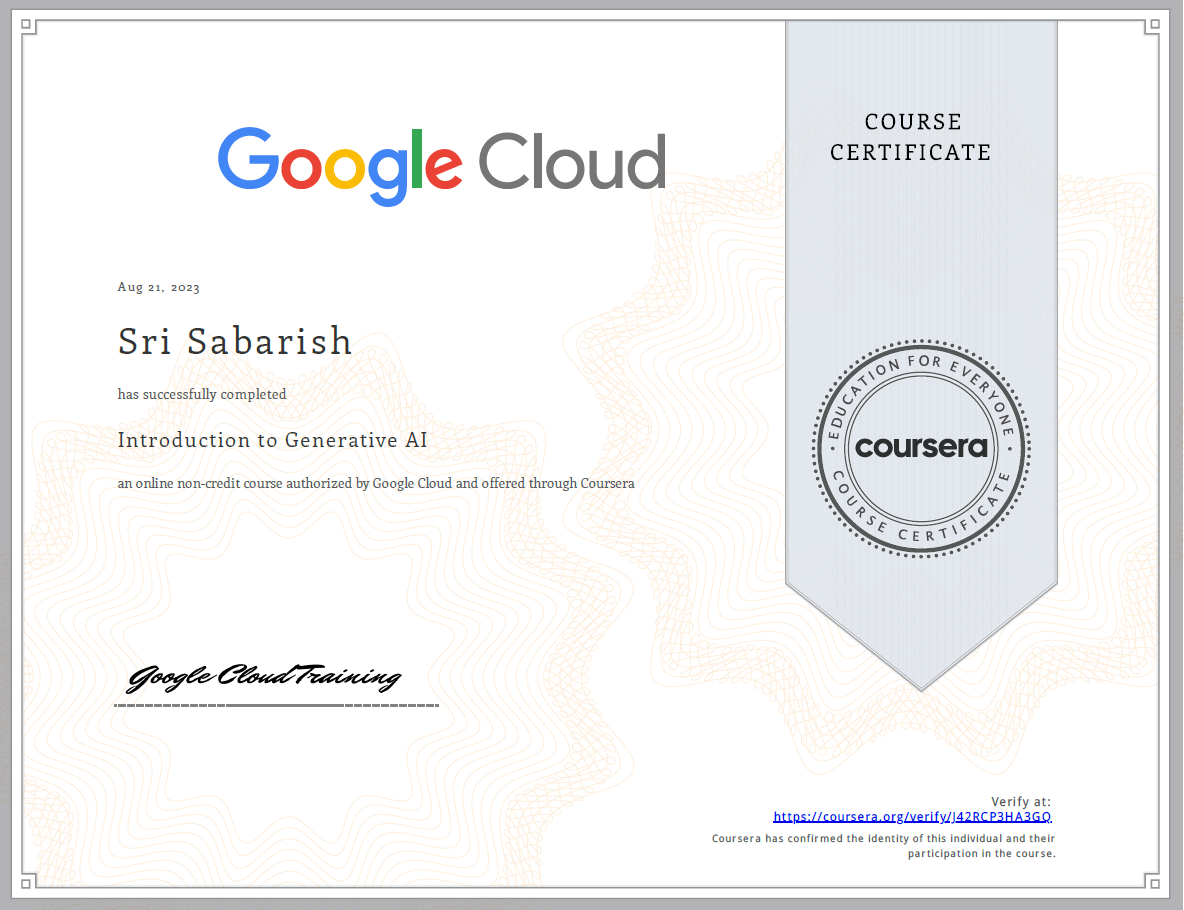 Google Cloud
COURSE
CERTIFICATE
Aug 21, 2023
Sri Sabarish
has successfully completed
Introduction to Generative AI
an online non-credit course authorized by Google Cloud and offered through Coursera
EDUCATION FOR EVERYONE
coursera
COURSE CERTIFICATE
Google Cloud Training
Verify at:
https://coursera.org/verify/J42RCP3HA3GQ
Coursera has confirmed the identity of this individual and their
participation in the course.